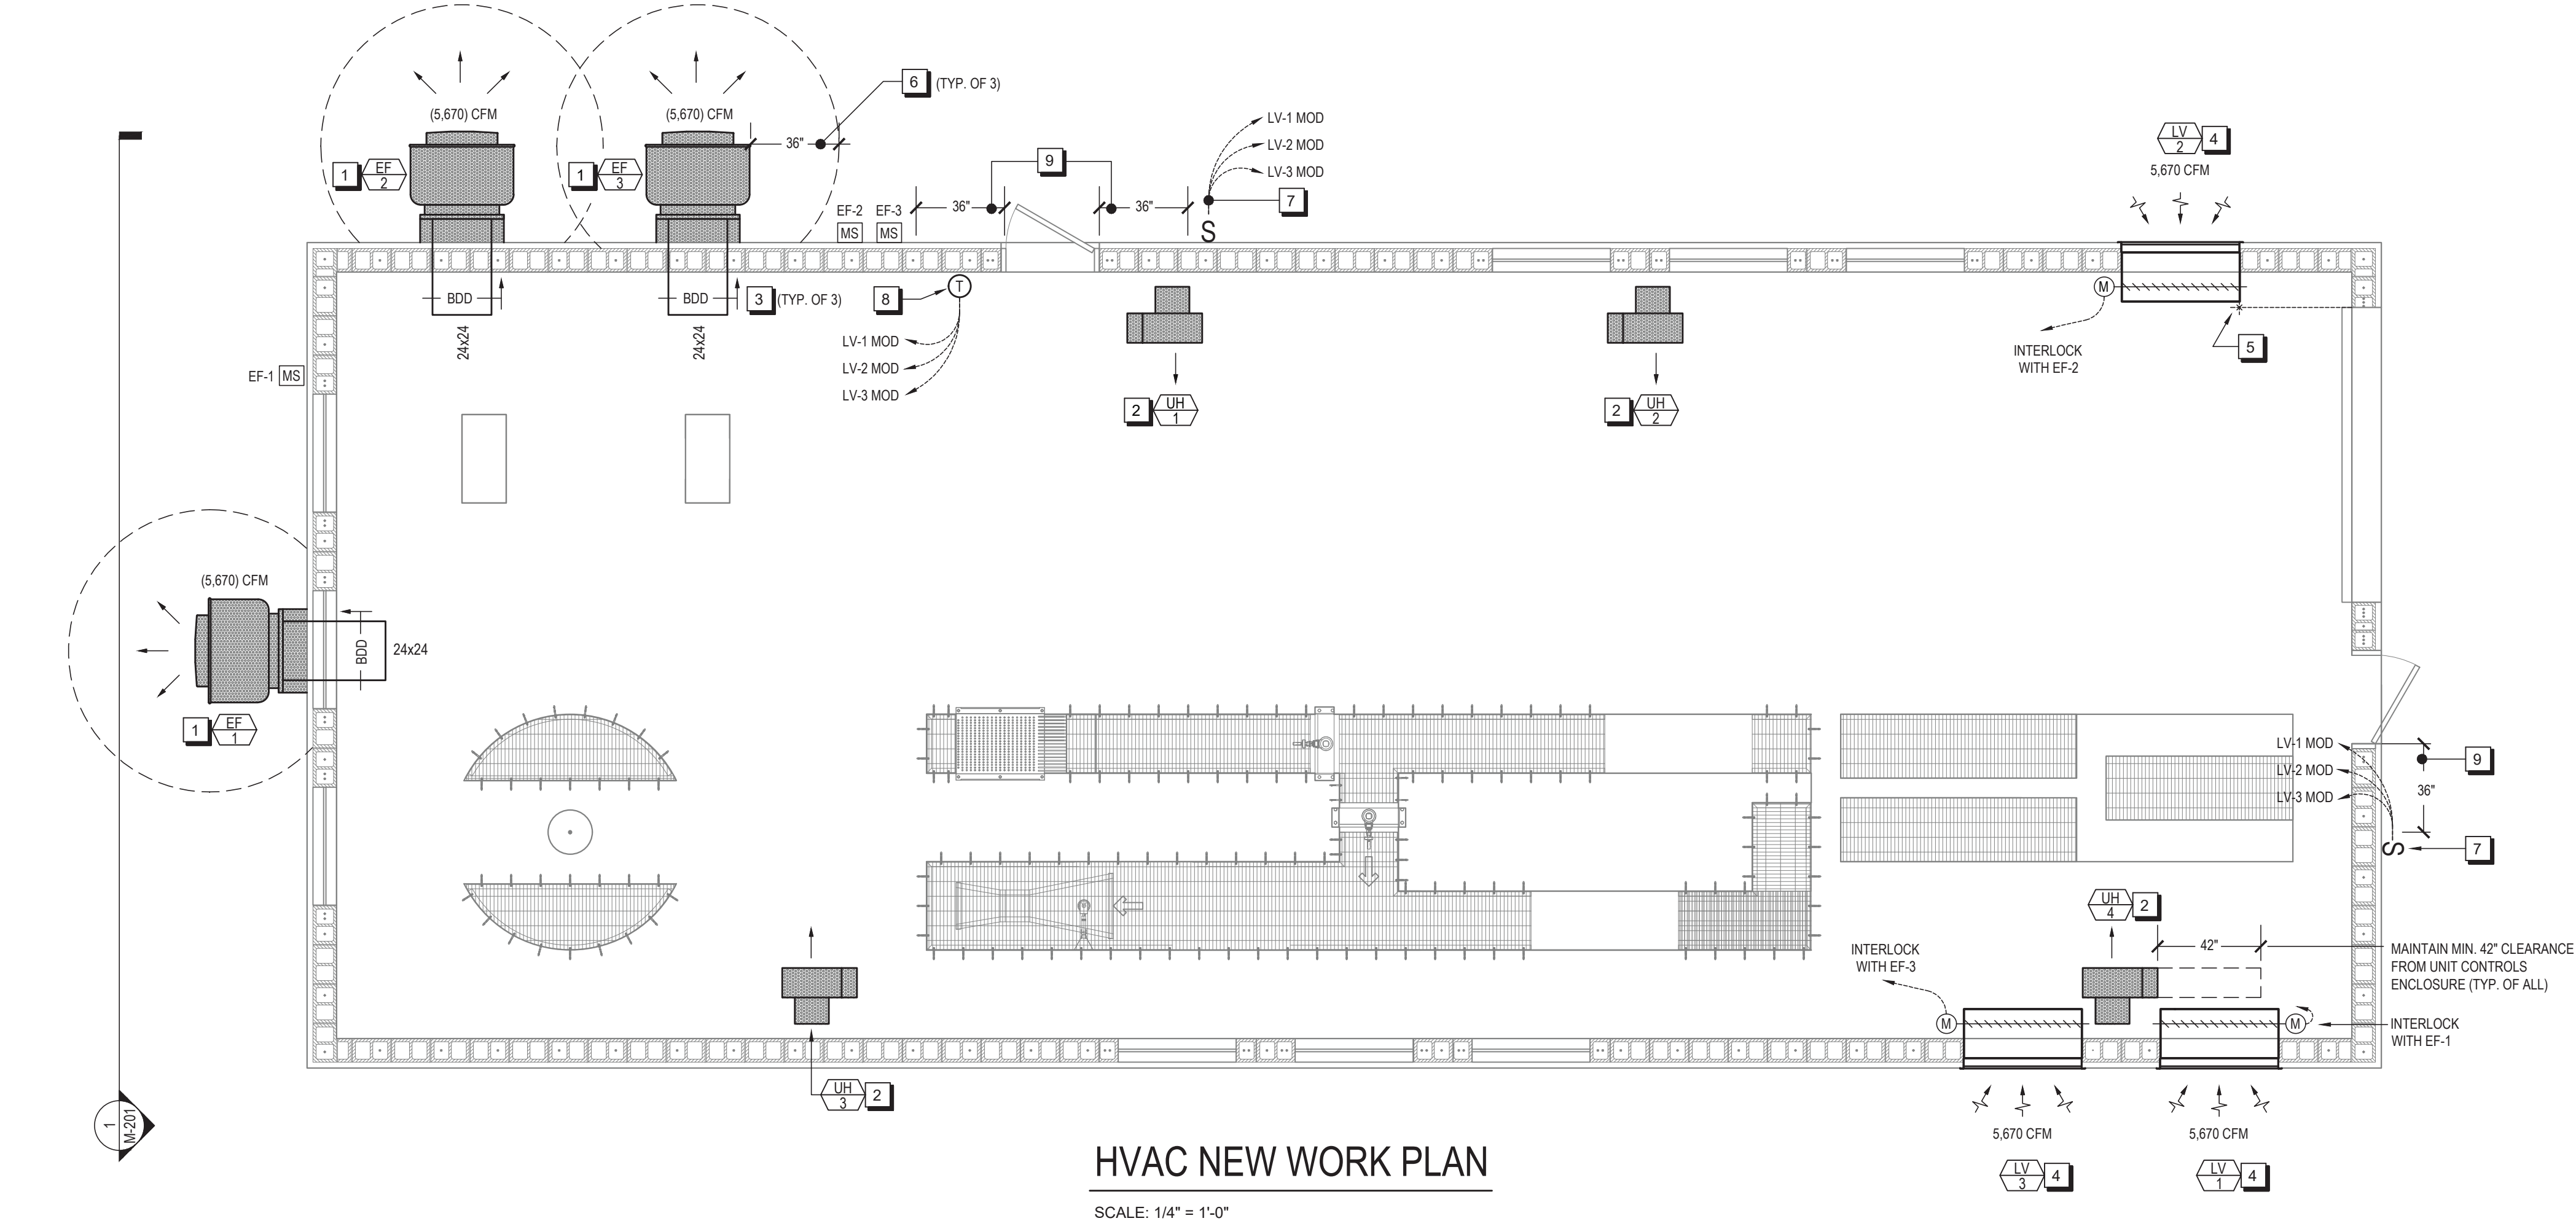 (5,670) CFM
(5,670) CFM
6 (TYP. OF 3)
36"
1 EF 2
1 EF 3
EF-2 EF-3
MS MS
36"
9
36"
LV-1 MOD
LV-2 MOD
LV-3 MOD
7
S
LV 2 4
5,670 CFM
BDD
BDD
3 (TYP. OF 3)
24x24
24x24
8
T
LV-1 MOD
LV-2 MOD
LV-3 MOD
M
INTERLOCK
WITH EF-2
5
EF-1 MS
2 UH 1
2 UH 2
(5,670) CFM
BDD
24x24
1 EF 1
LV-1 MOD
LV-2 MOD
LV-3 MOD
9
36"
7
S
UH 4 2
42"
MAINTAIN MIN. 42" CLEARANCE
FROM UNIT CONTROLS
ENCLOSURE (TYP. OF ALL)
INTERLOCK
WITH EF-3
M
M
INTERLOCK
WITH EF-1
UH 3 2
1
M-201
5,670 CFM
5,670 CFM
LV 3 4
LV 1 4
HVAC NEW WORK PLAN
SCALE: 1/4" = 1'-0"